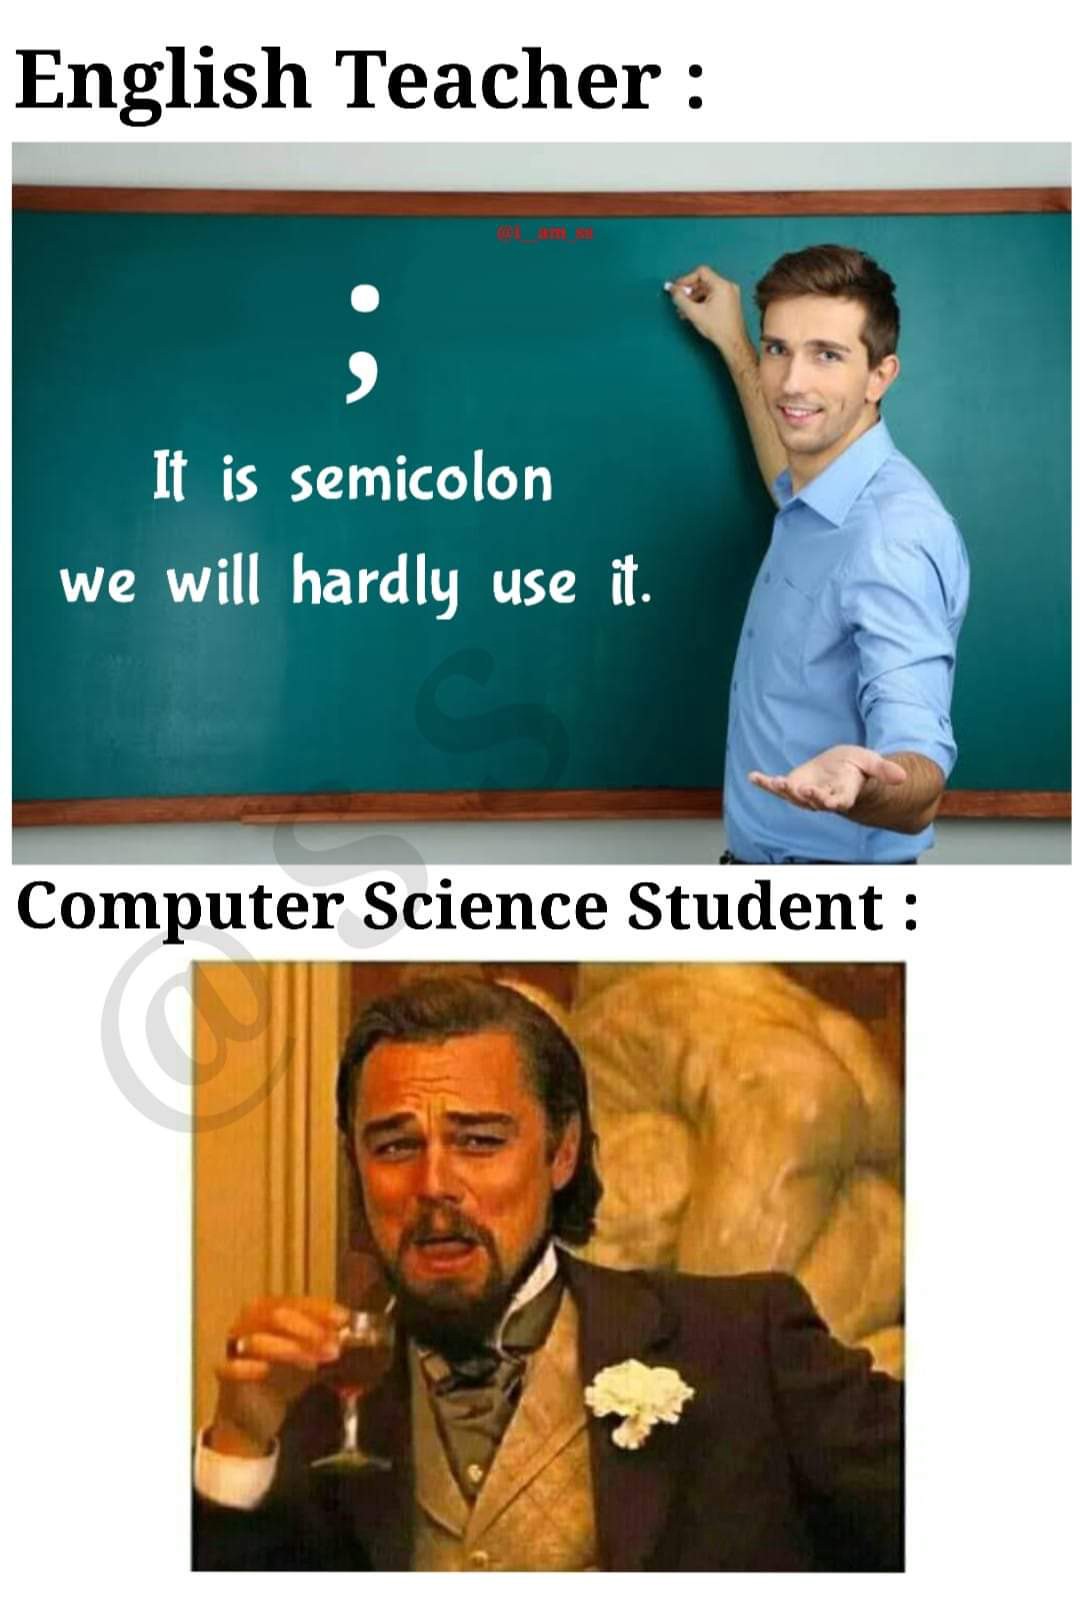 English Teacher :
;
It is semicolon
we will hardly use it.
@S S
Computer Science Student :